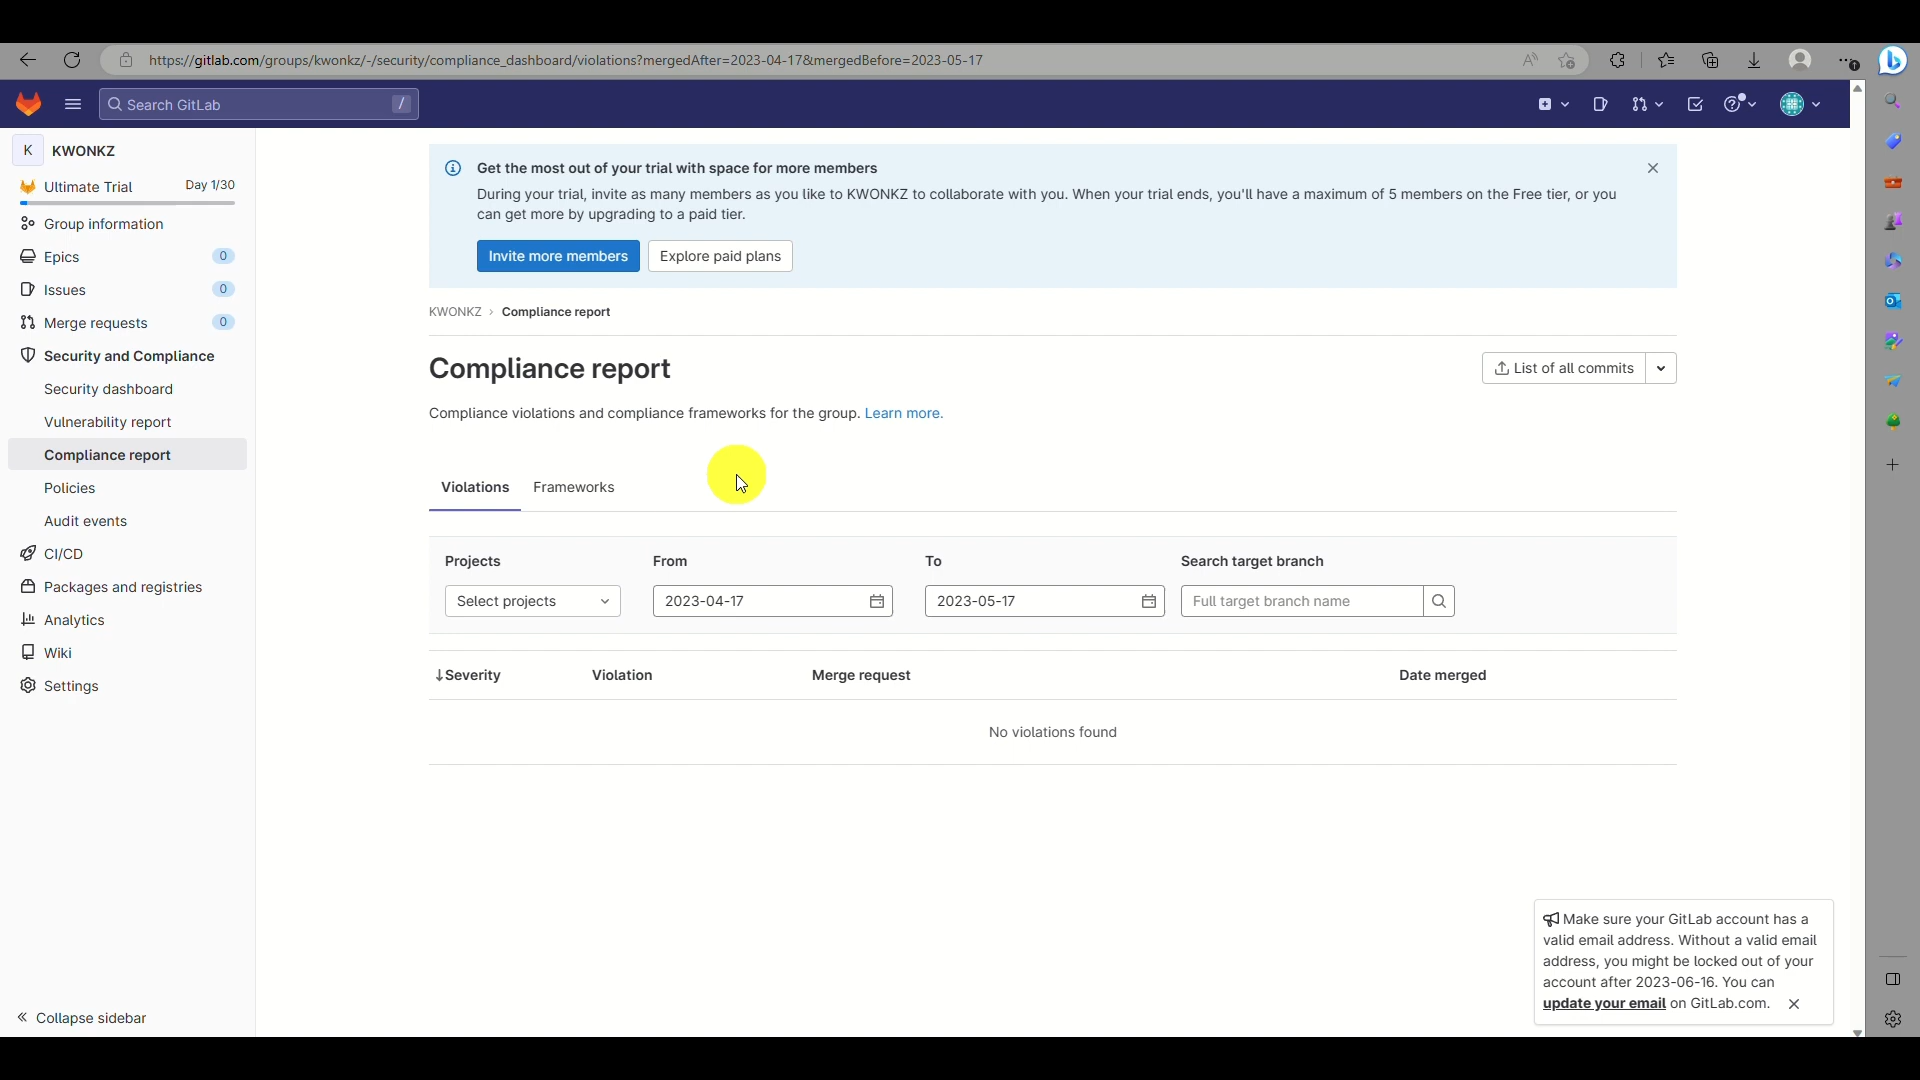 https://gitlab.com/groups/kwonkz/-/security/compliance_dashboard/violations?mergedAfter=2023-04-17&mergedBefore=2023-05-17
Search GitLab /
K KWONKZ
Ultimate Trial Day 1/30
Group information
Epics 0
Issues 0
Merge requests 0
Security and Compliance
Security dashboard
Vulnerability report
Compliance report
Policies
Audit events
CI/CD
Packages and registries
Analytics
Wiki
Settings
Collapse sidebar
Get the most out of your trial with space for more members
During your trial, invite as many members as you like to KWONKZ to collaborate with you. When your trial ends, you'll have a maximum of 5 members on the Free tier, or you
can get more by upgrading to a paid tier.
Invite more members Explore paid plans
KWONKZ › Compliance report
Compliance report
List of all commits
Compliance violations and compliance frameworks for the group. Learn more.
Violations Frameworks
Projects From To Search target branch
Select projects 2023-04-17 2023-05-17 Full target branch name
↓Severity Violation Merge request Date merged
No violations found
Make sure your GitLab account has a
valid email address. Without a valid email
address, you might be locked out of your
account after 2023-06-16. You can
update your email on GitLab.com.